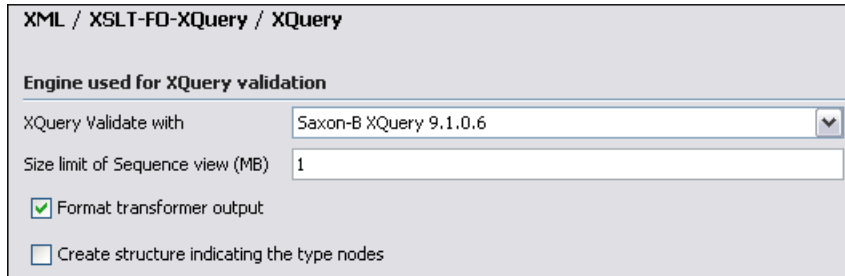 XML / XSLT-FO-XQuery / XQuery
Engine used for XQuery validation
XQuery Validate with Saxon-B XQuery 9.1.0.6
Size limit of Sequence view (MB) 1
Format transformer output
Create structure indicating the type nodes